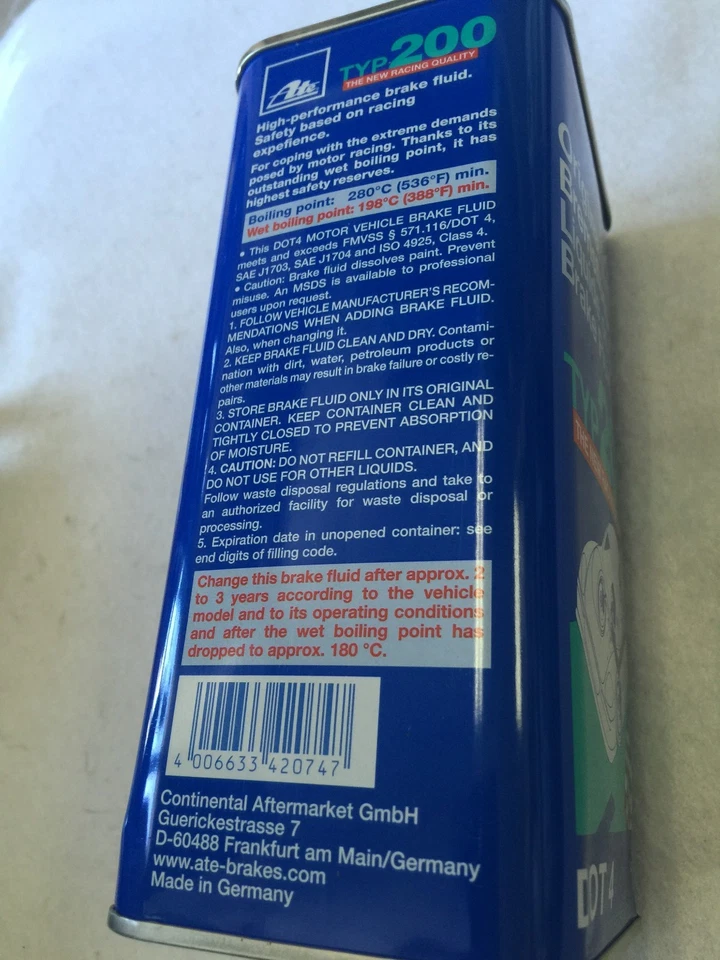 Ate
TYP 200
THE NEW RACING QUALITY
High-performance brake fluid.
Safety based on racing
expefience.
For coping with the extreme demands
posed by motor racing. Thanks to its
outstanding wet boiling point, it has
highest safety reserves.
Boiling point: 280°C (536°F) min.
Wet boiling point: 198°C (388°F) min.
• This DOT4 MOTOR VEHICLE BRAKE FLUID
meets and exceeds FMVSS § 571.116/DOT 4,
SAE J1703, SAE J1704 and ISO 4925, Class 4.
• Caution: Brake fluid dissolves paint. Prevent
misuse. An MSDS is available to professional
users upon request.
1. FOLLOW VEHICLE MANUFACTURER'S RECOM-
MENDATIONS WHEN ADDING BRAKE FLUID.
Also, when changing it.
2. KEEP BRAKE FLUID CLEAN AND DRY. Contami-
nation with dirt, water, petroleum products or
other materials may result in brake failure or costly re-
pairs.
3. STORE BRAKE FLUID ONLY IN ITS ORIGINAL
CONTAINER. KEEP CONTAINER CLEAN AND
TIGHTLY CLOSED TO PREVENT ABSORPTION
OF MOISTURE.
4. CAUTION: DO NOT REFILL CONTAINER, AND
DO NOT USE FOR OTHER LIQUIDS.
Follow waste disposal regulations and take to
an authorized facility for waste disposal or
processing.
5. Expiration date in unopened container: see
end digits of filling code.
Change this brake fluid after approx. 2
to 3 years according to the vehicle
model and to its operating conditions
and after the wet boiling point has
dropped to approx. 180 °C.
4 006633 420747
Continental Aftermarket GmbH
Guerickestrasse 7
D-60488 Frankfurt am Main/Germany
www.ate-brakes.com
Made in Germany
TYP
DOT 4